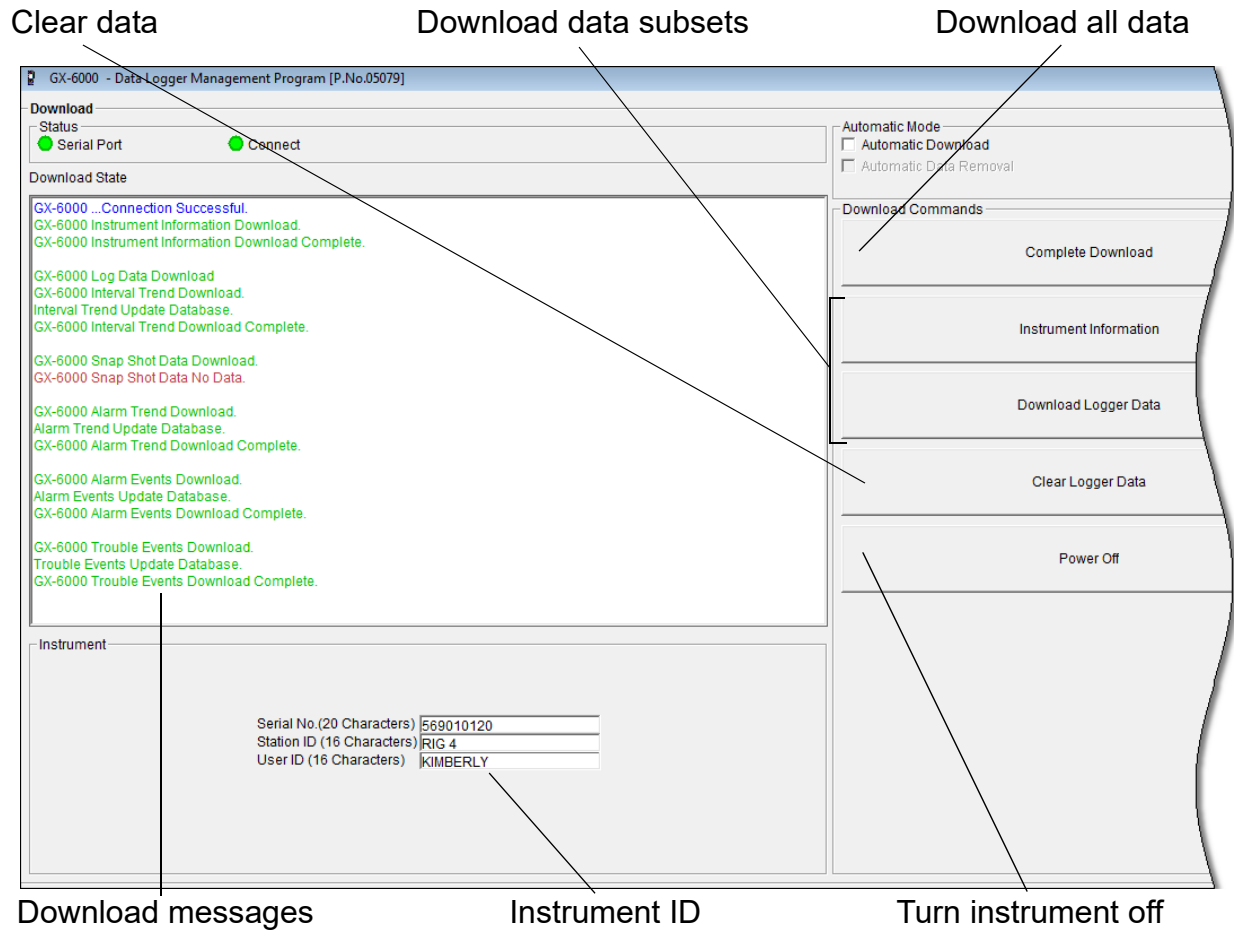 Clear data
Download data subsets
Download all data
GX-6000 - Data Logger Management Program [P.No.05079]
Download
Status
Serial Port
Connect
Automatic Mode
Automatic Download
Automatic Data Removal
Download State
GX-6000 ...Connection Successful.
GX-6000 Instrument Information Download.
GX-6000 Instrument Information Download Complete.
GX-6000 Log Data Download
GX-6000 Interval Trend Download.
Interval Trend Update Database.
GX-6000 Interval Trend Download Complete.
GX-6000 Snap Shot Data Download.
GX-6000 Snap Shot Data No Data.
GX-6000 Alarm Trend Download.
Alarm Trend Update Database.
GX-6000 Alarm Trend Download Complete.
GX-6000 Alarm Events Download.
Alarm Events Update Database.
GX-6000 Alarm Events Download Complete.
GX-6000 Trouble Events Download.
Trouble Events Update Database.
GX-6000 Trouble Events Download Complete.
Download Commands
Complete Download
Instrument Information
Download Logger Data
Clear Logger Data
Power Off
Instrument
Serial No.(20 Characters) 569010120
Station ID (16 Characters) RIG 4
User ID (16 Characters) KIMBERLY
Download messages
Instrument ID
Turn instrument off